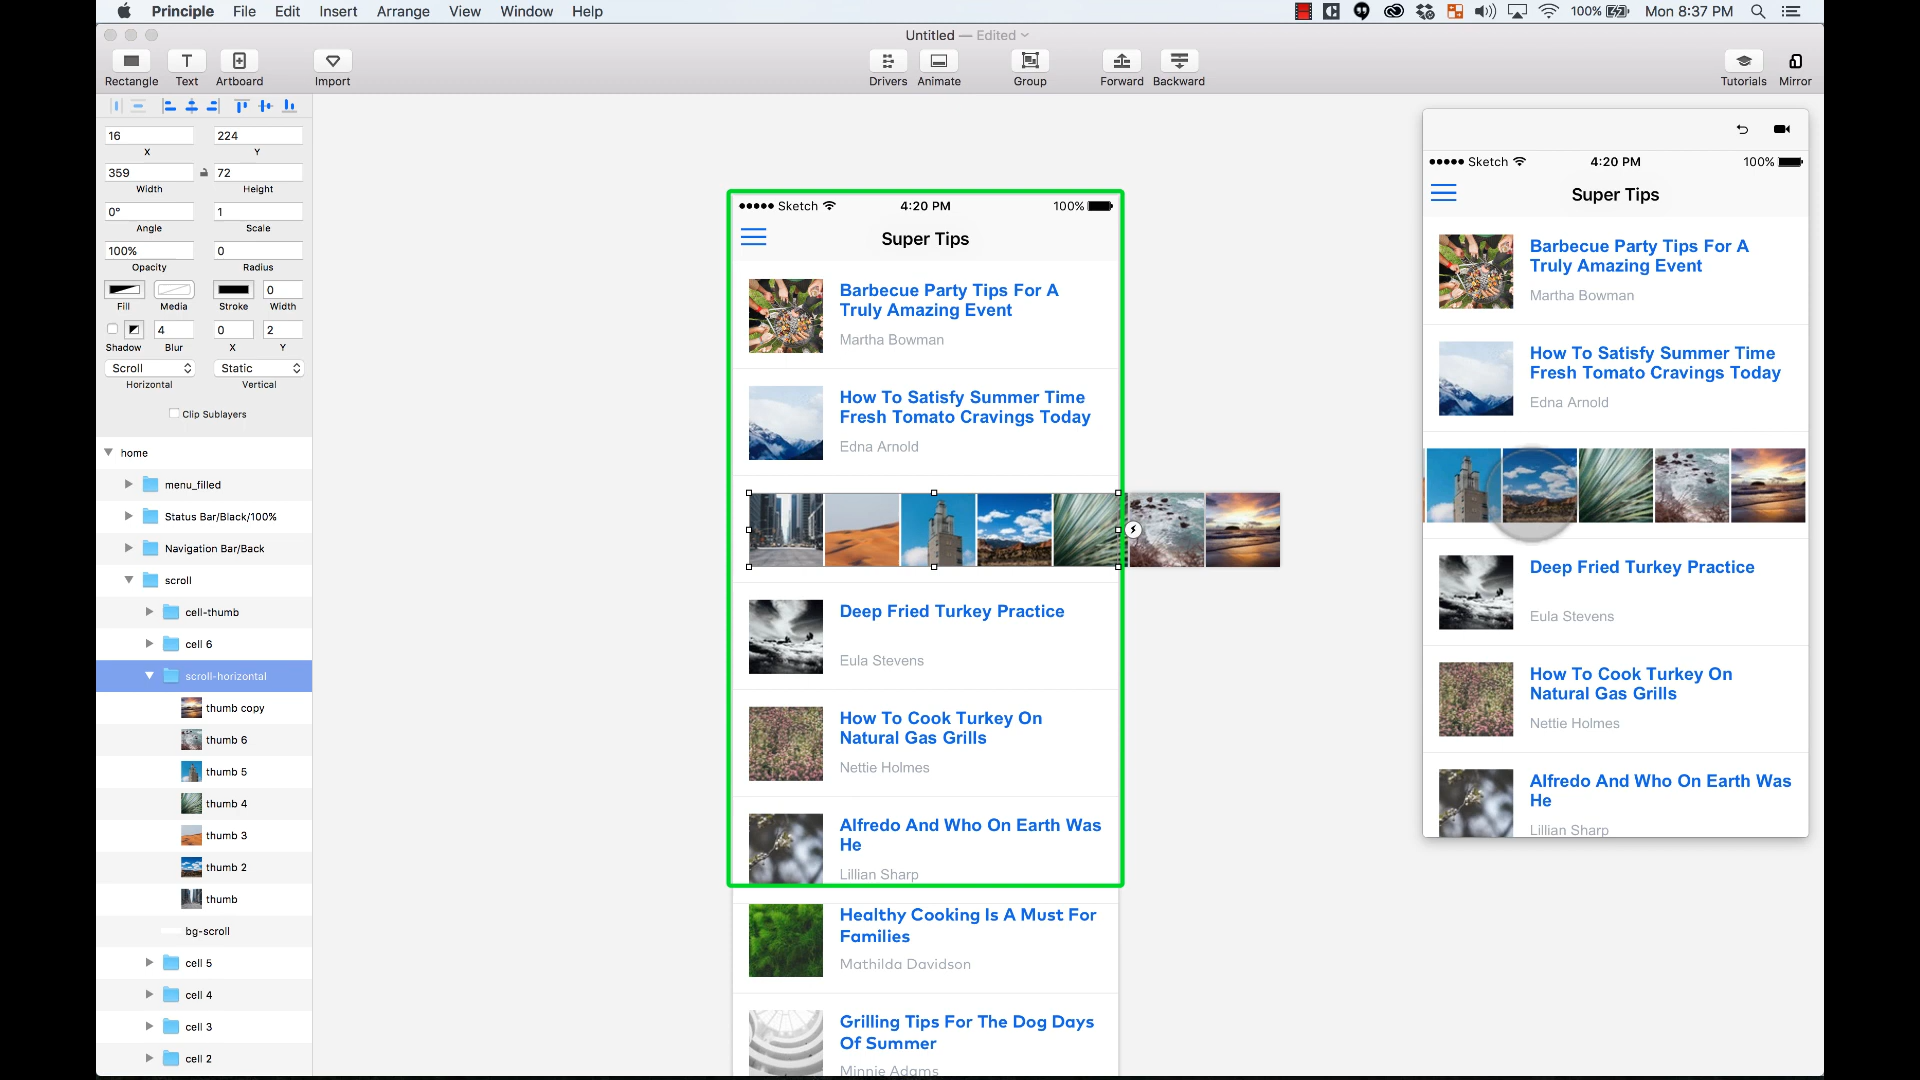 Principle File Edit Insert Arrange View Window Help 100% Mon 8:37 PM
Untitled — Edited
Rectangle Text Artboard Import Drivers Animate Group Forward Backward Tutorials Mirror
16 224
X Y
359 72
Width Height
0° 1
Angle Scale
100% 0
Opacity Radius
0
Fill Media Stroke Width
4 0 2
Shadow Blur X Y
Scroll Static
Horizontal Vertical
Clip Sublayers
home
menu_filled
Status Bar/Black/100%
Navigation Bar/Back
scroll
cell-thumb
cell 6
scroll-horizontal
thumb copy
thumb 6
thumb 5
thumb 4
thumb 3
thumb 2
thumb
bg-scroll
cell 5
cell 4
cell 3
cell 2
Sketch 4:20 PM 100%
Super Tips
Barbecue Party Tips For A
Truly Amazing Event
Martha Bowman
How To Satisfy Summer Time
Fresh Tomato Cravings Today
Edna Arnold
Deep Fried Turkey Practice
Eula Stevens
How To Cook Turkey On
Natural Gas Grills
Nettie Holmes
Alfredo And Who On Earth Was
He
Lillian Sharp
Healthy Cooking Is A Must For
Families
Mathilda Davidson
Grilling Tips For The Dog Days
Of Summer
Minnie Adams
Sketch 4:20 PM 100%
Super Tips
Barbecue Party Tips For A
Truly Amazing Event
Martha Bowman
How To Satisfy Summer Time
Fresh Tomato Cravings Today
Edna Arnold
Deep Fried Turkey Practice
Eula Stevens
How To Cook Turkey On
Natural Gas Grills
Nettie Holmes
Alfredo And Who On Earth Was
He
Lillian Sharp